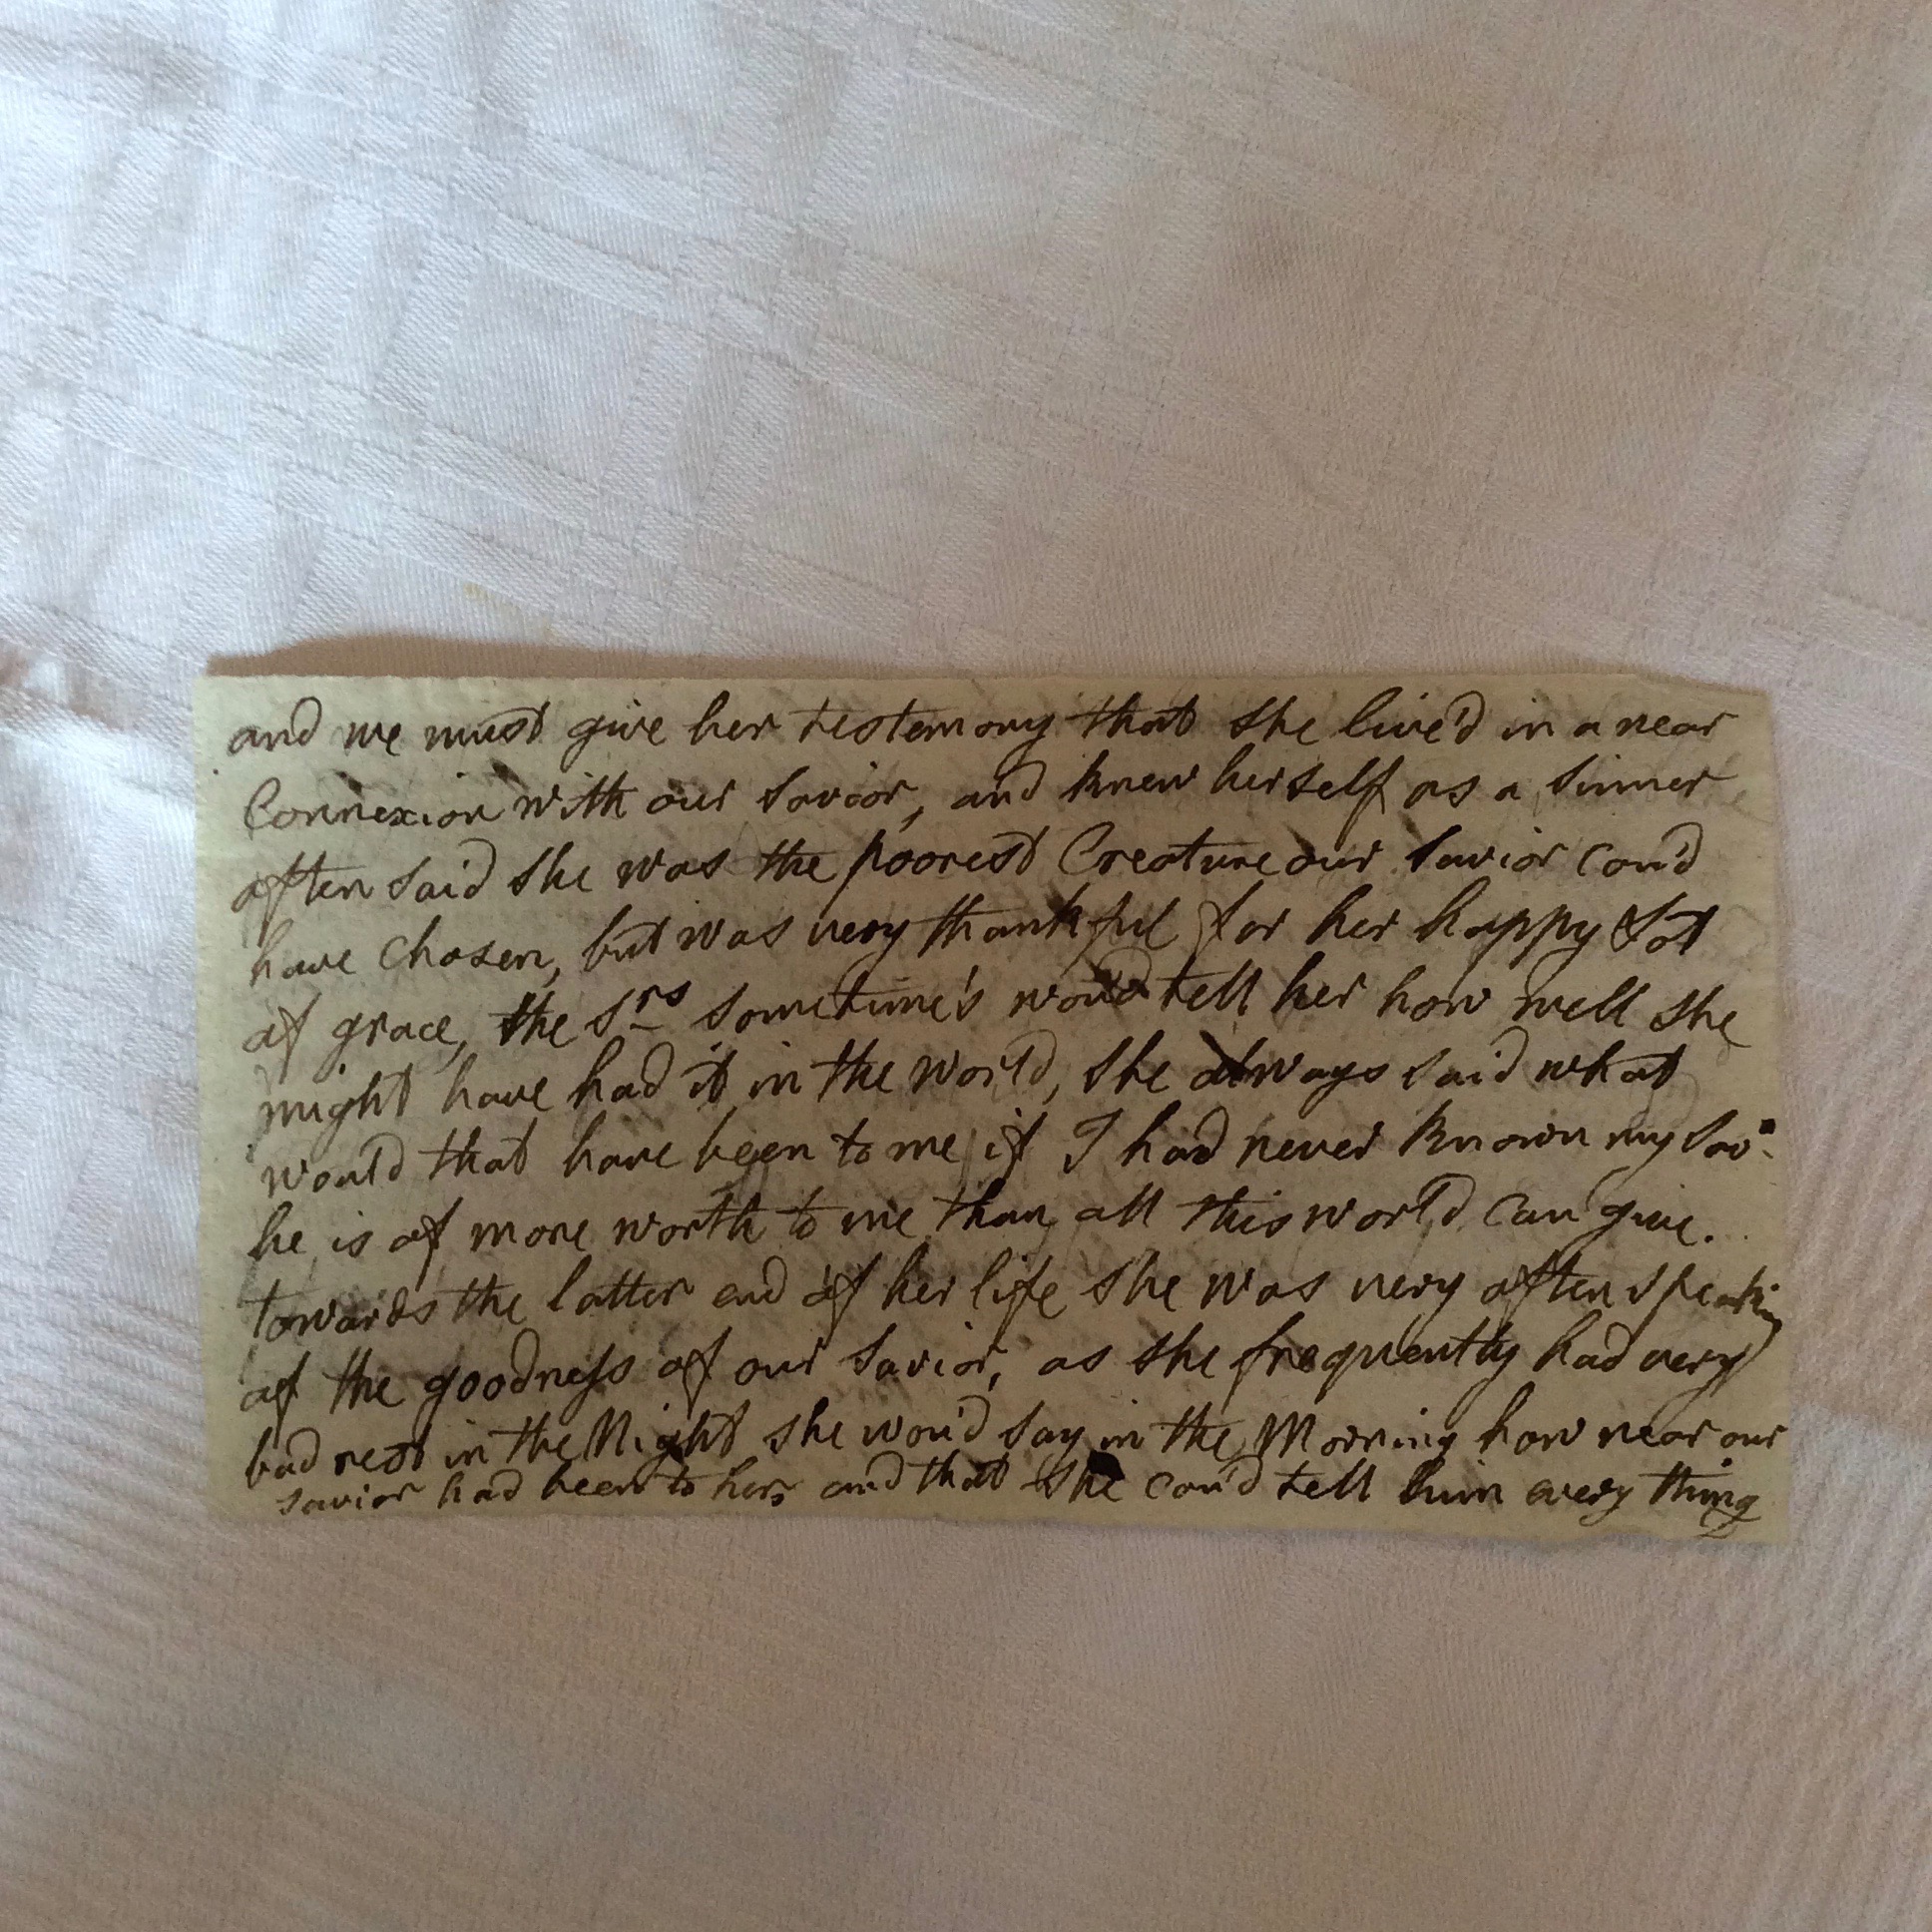 and we must give her testemony that she live'd in a near
Connexion with our Savior, and knew herself as a Sinner
often said she was the poorest Creature our Savior cou'd
have chosen, but was very thankful for her happy Lot
of grace, the Srs sometime's wou'd tell her how well she
might have had it in the world, she always said what
would that have been to me if I had never known my Savr
he is of more worth to me than all this world can give.
towards the latter end of her life she was very often speaking
of the goodness of our Savior, as she frequently had very
bad rest in the Night she wou'd say in the Morning how near our
Savior had been to her, and that she cou'd tell him every thing